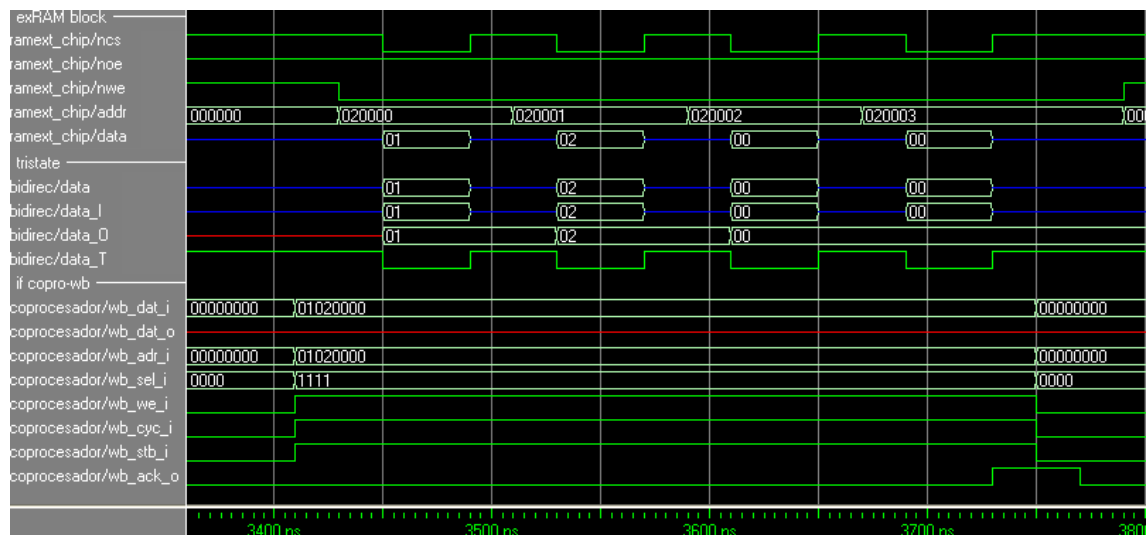 exRAM block
ramext_chip/ncs
ramext_chip/noe
ramext_chip/nwe
ramext_chip/addr 000000 020000 020001 020002 020003 000
ramext_chip/data 01 02 00 00
tristate
bidirec/data 01 02 00 00
bidirec/data_I 01 02 00 00
bidirec/data_O 01 02 00
bidirec/data_T
if copro-wb
coprocesador/wb_dat_i 00000000 01020000 00000000
coprocesador/wb_dat_o
coprocesador/wb_adr_i 00000000 01020000 00000000
coprocesador/wb_sel_i 0000 1111 0000
coprocesador/wb_we_i
coprocesador/wb_cyc_i
coprocesador/wb_stb_i
coprocesador/wb_ack_o
3400 ns 3500 ns 3600 ns 3700 ns 3800